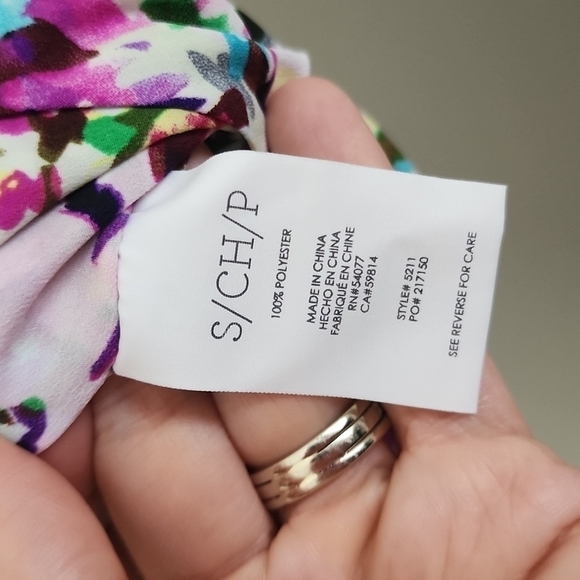 S/CH/P
100% POLYESTER
MADE IN CHINA
HECHO EN CHINA
FABRIQUÉ EN CHINE
RN#54077
CA#59814
STYLE# 5211
PO# 217150
SEE REVERSE FOR CARE